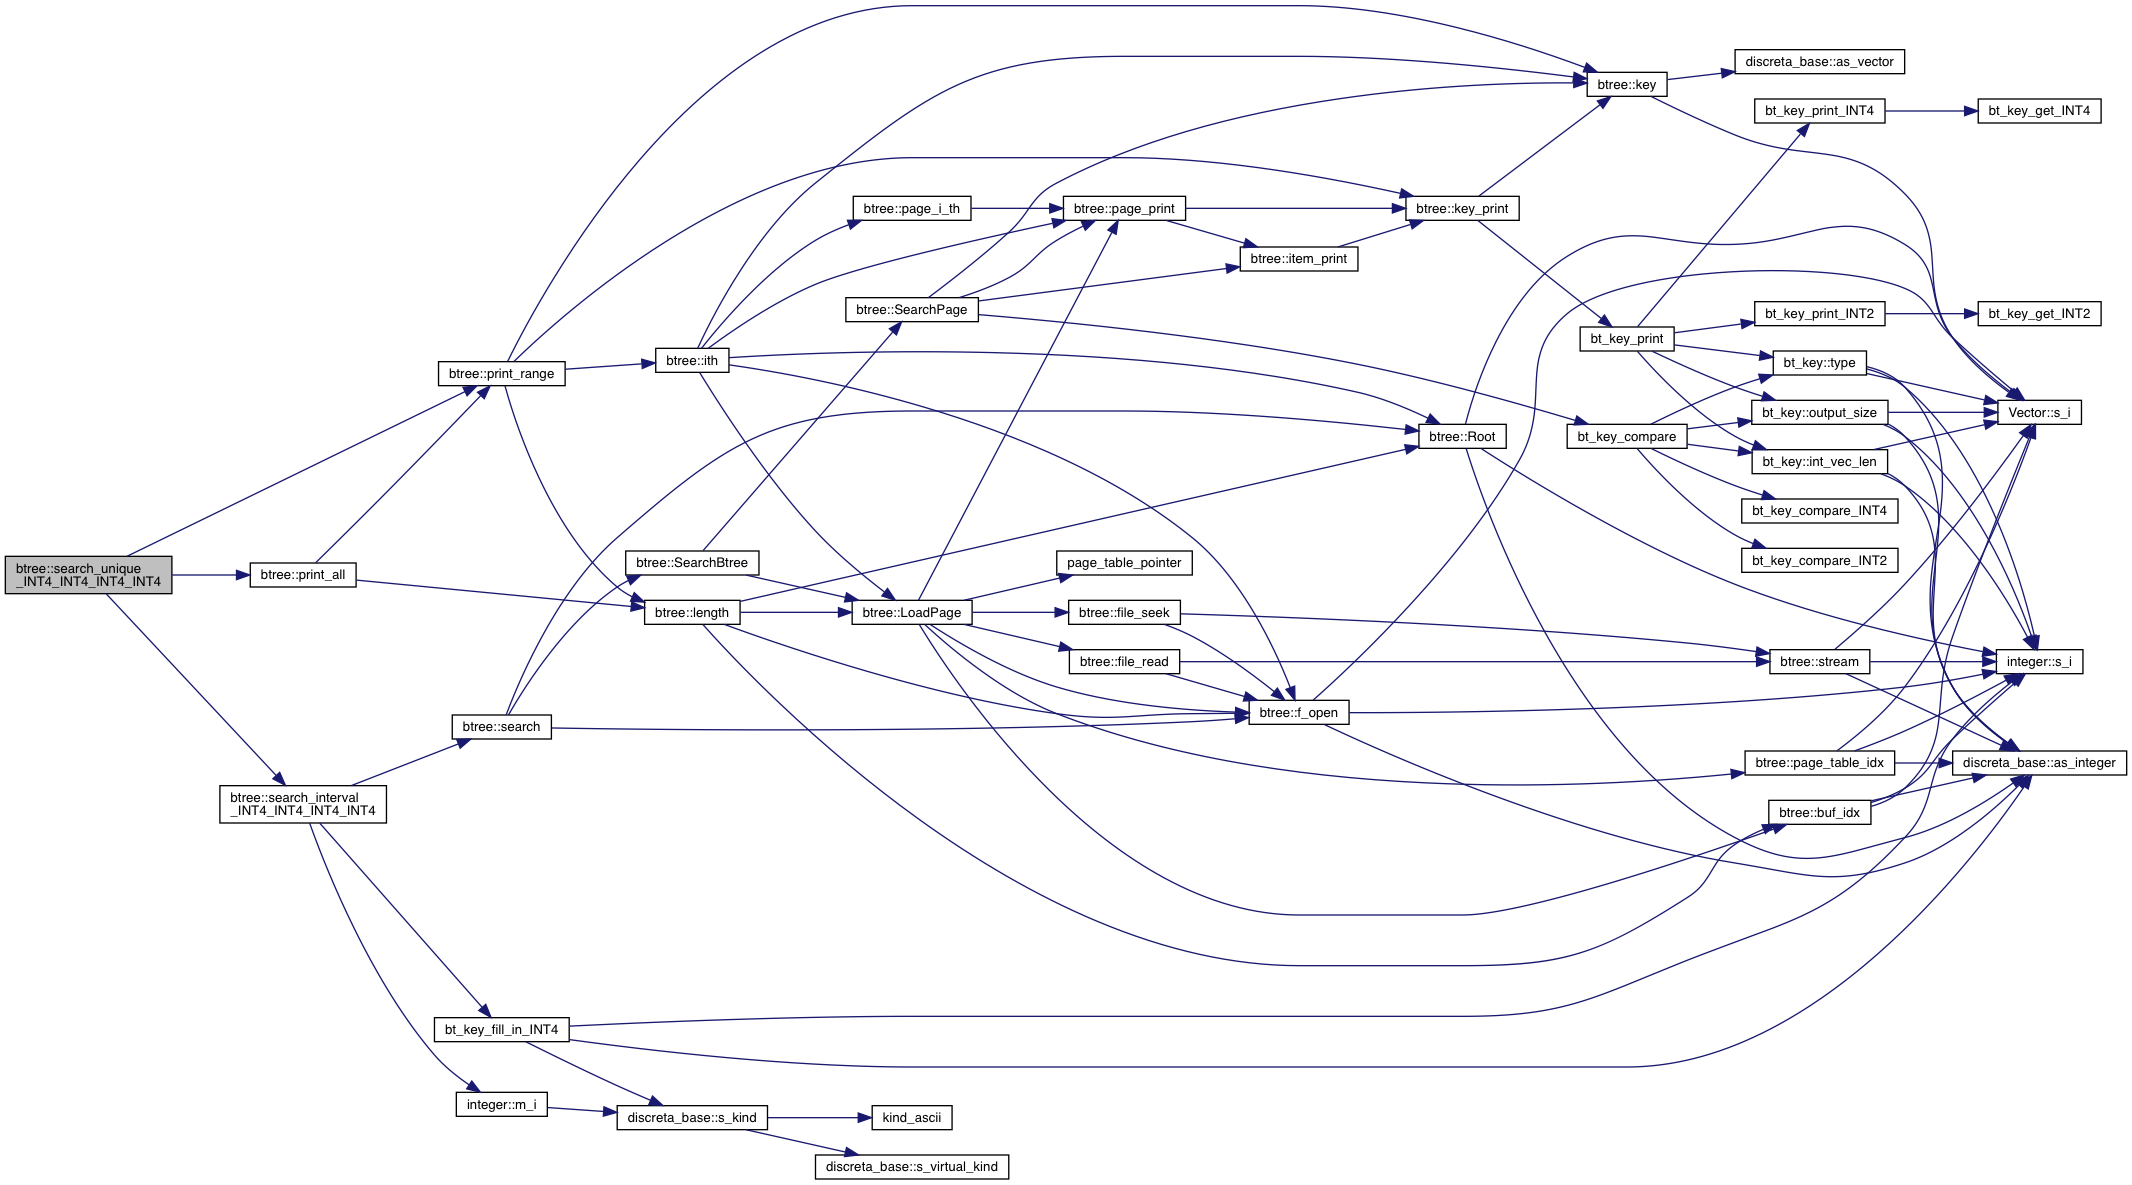 btree::search_unique
_INT4_INT4_INT4_INT4
btree::print_range
btree::print_all
btree::search_interval
_INT4_INT4_INT4_INT4
btree::search
bt_key_fill_in_INT4
integer::m_i
btree::ith
btree::SearchBtree
btree::length
discreta_base::s_kind
btree::page_i_th
btree::SearchPage
btree::LoadPage
kind_ascii
discreta_base::s_virtual_kind
btree::page_print
page_table_pointer
btree::file_seek
btree::file_read
btree::item_print
btree::f_open
btree::key_print
btree::Root
btree::key
bt_key_print
bt_key_compare
discreta_base::as_vector
bt_key_print_INT4
bt_key_print_INT2
bt_key::type
bt_key::output_size
bt_key::int_vec_len
bt_key_compare_INT4
bt_key_compare_INT2
btree::stream
btree::page_table_idx
btree::buf_idx
bt_key_get_INT4
bt_key_get_INT2
Vector::s_i
integer::s_i
discreta_base::as_integer